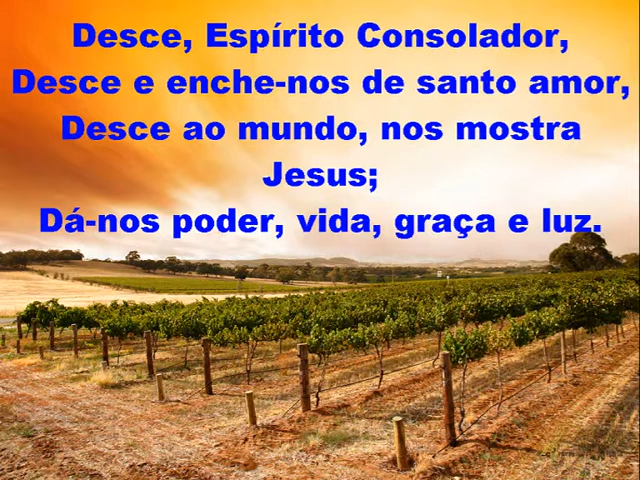 Desce, Espírito Consolador,
Desce e enche-nos de santo amor,
Desce ao mundo, nos mostra
Jesus;
Dá-nos poder, vida, graça e luz.